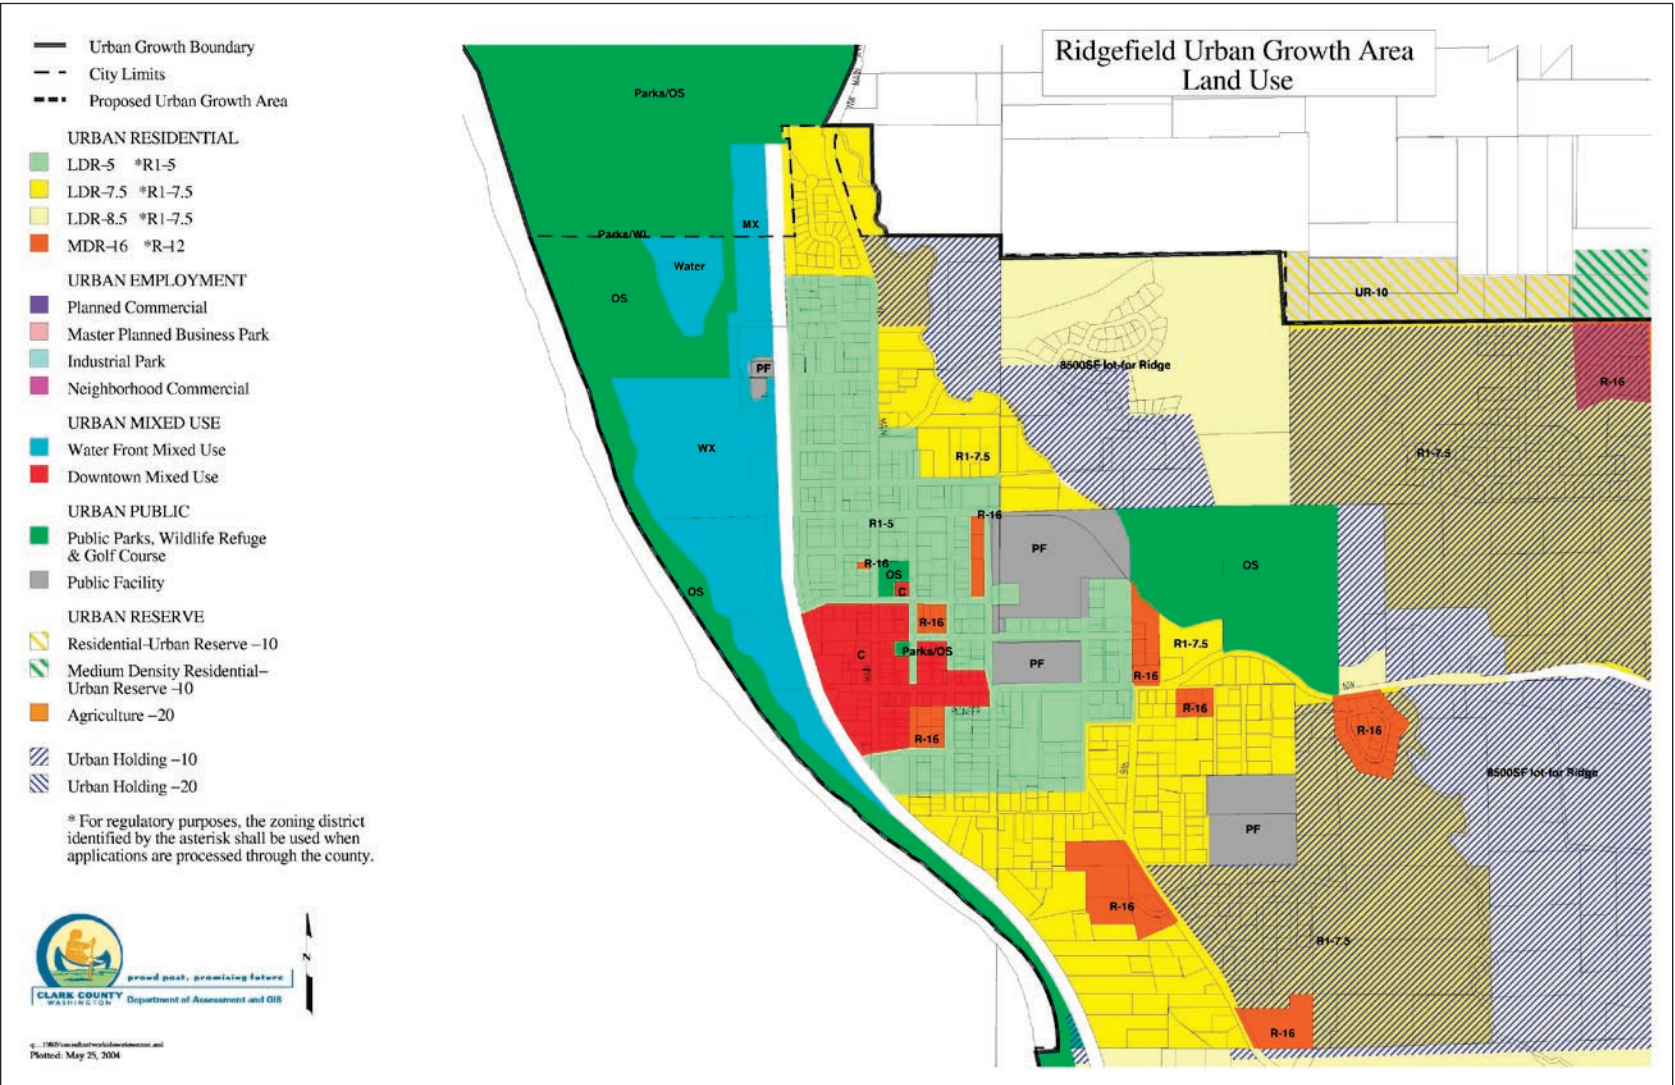 Ridgefield Urban Growth Area
Land Use
Urban Growth Boundary
City Limits
Proposed Urban Growth Area
URBAN RESIDENTIAL
LDR-5 *R1-5
LDR-7.5 *R1-7.5
LDR-8.5 *R1-7.5
MDR-16 *R-12
URBAN EMPLOYMENT
Planned Commercial
Master Planned Business Park
Industrial Park
Neighborhood Commercial
URBAN MIXED USE
Water Front Mixed Use
Downtown Mixed Use
URBAN PUBLIC
Public Parks, Wildlife Refuge
& Golf Course
Public Facility
URBAN RESERVE
Residential-Urban Reserve -10
Medium Density Residential-
Urban Reserve -10
Agriculture -20
Urban Holding -10
Urban Holding -20
* For regulatory purposes, the zoning district
identified by the asterisk shall be used when
applications are processed through the county.
proud past, promising future
CLARK COUNTY
WASHINGTON
Department of Assessment and GIS
N
Plotted: May 25, 2004
Parks/OS
NW MAIN
Parks/WL
MX
Water
OS
UR-10
PF
8500SF lot-for Ridge
R-16
WX
MAIN
R1-7.5
R1-7.5
R-16
R1-5
PF
R-16
OS
OS
C
OS
R-16
R1-7.5
C
Parks/OS
PF
MAIN
R-16
NW
R-16
PIONEER
R-16
R-16
8500SF lot-for Ridge
PF
R-16
R1-7.5
R-16